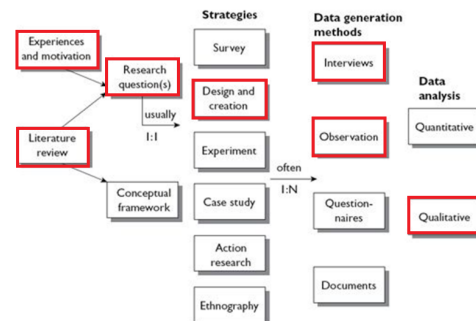 Strategies
Data generation
methods
Experiences
and motivation
Research
question(s)
Survey
Interviews
Data
analysis
Design and
creation
usually
1:1
Literature
review
Experiment
Observation
Quantitative
often
1:N
Conceptual
framework
Case study
Question-
naires
Qualitative
Action
research
Documents
Ethnography